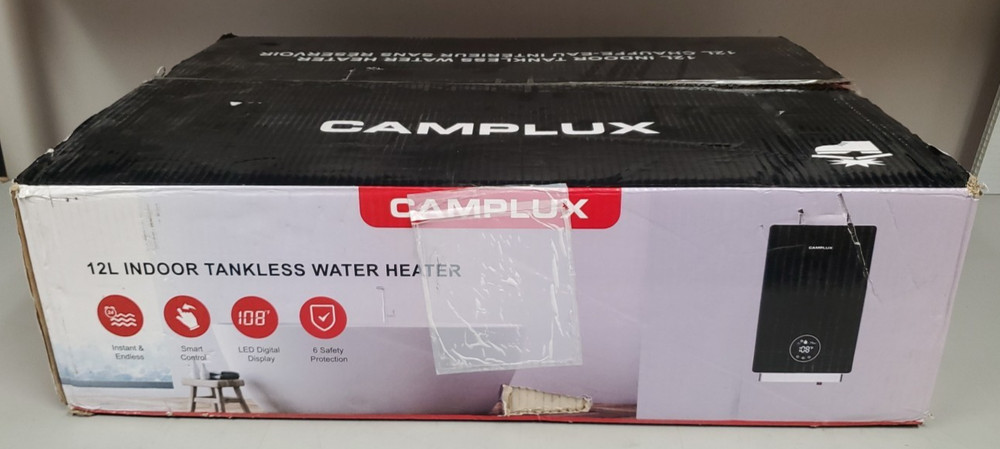 12L INDOOR TANKLESS WATER HEATER
12L CHAUFFE-EAU INTÉRIEUR SANS RÉSERVOIR
CAMPLUX
CAMPLUX
12L INDOOR TANKLESS WATER HEATER
24
108°
Instant &
Endless
Smart
Control
LED Digital
Display
6 Safety
Protection
CAMPLUX
108°